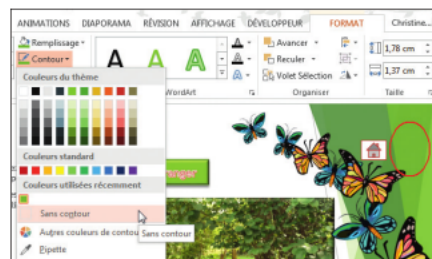 ANIMATIONS DIAPORAMA RÉVISION AFFICHAGE DÉVELOPPEUR FORMAT Christine...
Remplissage
Contour
A A A A A A
Avancer
Reculer
Volet Sélection
1,78 cm
1,37 cm
WordArt Organiser Taille
Couleurs du thème
Couleurs standard
Couleurs utilisées récemment
Sans contour
Autres couleurs de contou
Sans contour
Pipette